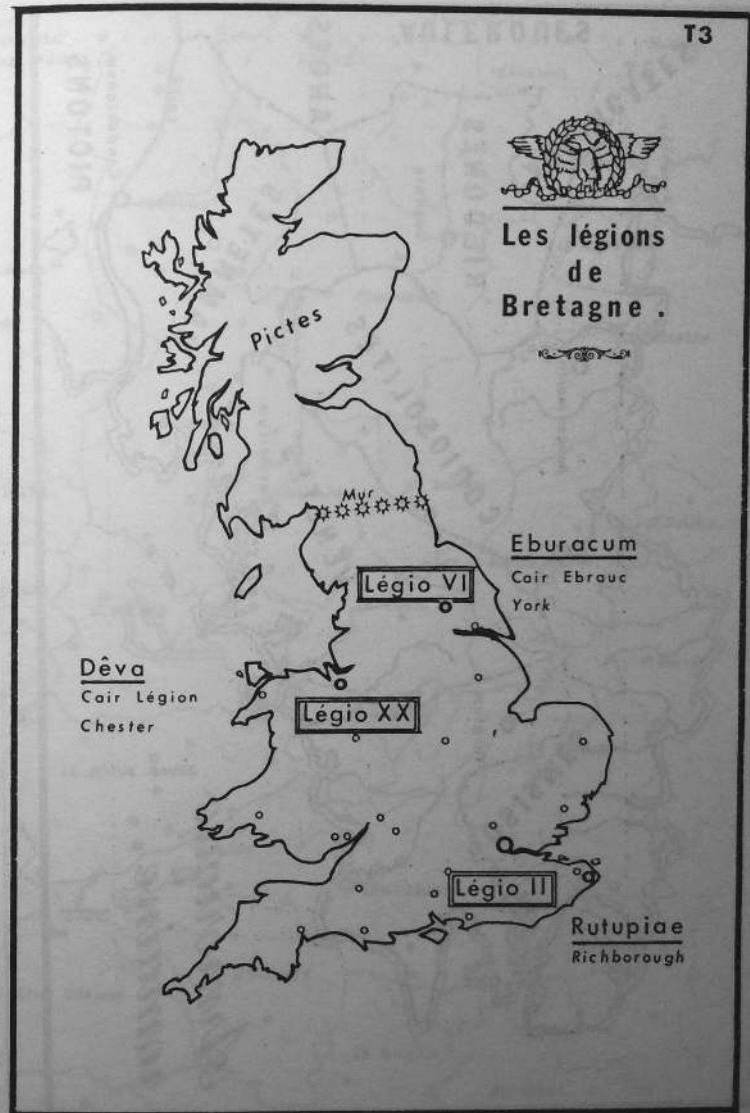 T3
Les légions
de
Bretagne.
Pictes
Mur
Eburacum
Cair Ebrauc
York
Légio VI
Dêva
Cair Légion
Chester
Légio XX
Légio II
Rutupiae
Richborough